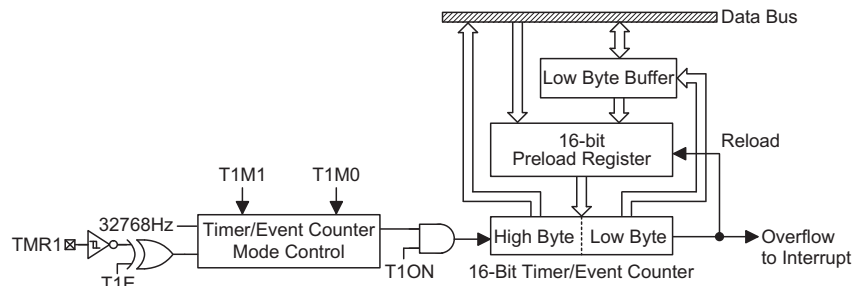 Data Bus
Low Byte Buffer
16-bit
Preload Register
Reload
T1M1
T1M0
32768Hz
Timer/Event Counter
Mode Control
TMR1
T1ON
High Byte
Low Byte
Overflow
to Interrupt
16-Bit Timer/Event Counter